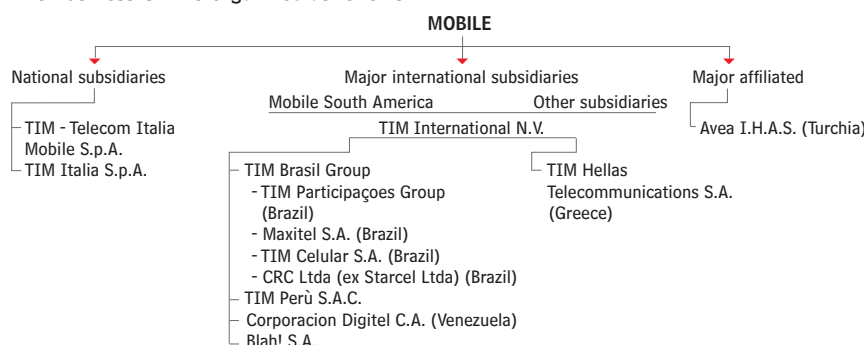 MOBILE
National subsidiaries
Major international subsidiaries
Major affiliated
Mobile South America
Other subsidiaries
TIM International N.V.
TIM - Telecom Italia
Mobile S.p.A.
TIM Italia S.p.A.
Avea I.H.A.S. (Turchia)
TIM Brasil Group
- TIM Participaçoes Group
(Brazil)
- Maxitel S.A. (Brazil)
- TIM Celular S.A. (Brazil)
- CRC Ltda (ex Starcel Ltda) (Brazil)
TIM Perù S.A.C.
Corporacion Digitel C.A. (Venezuela)
Blah! S.A.
TIM Hellas
Telecommunications S.A.
(Greece)